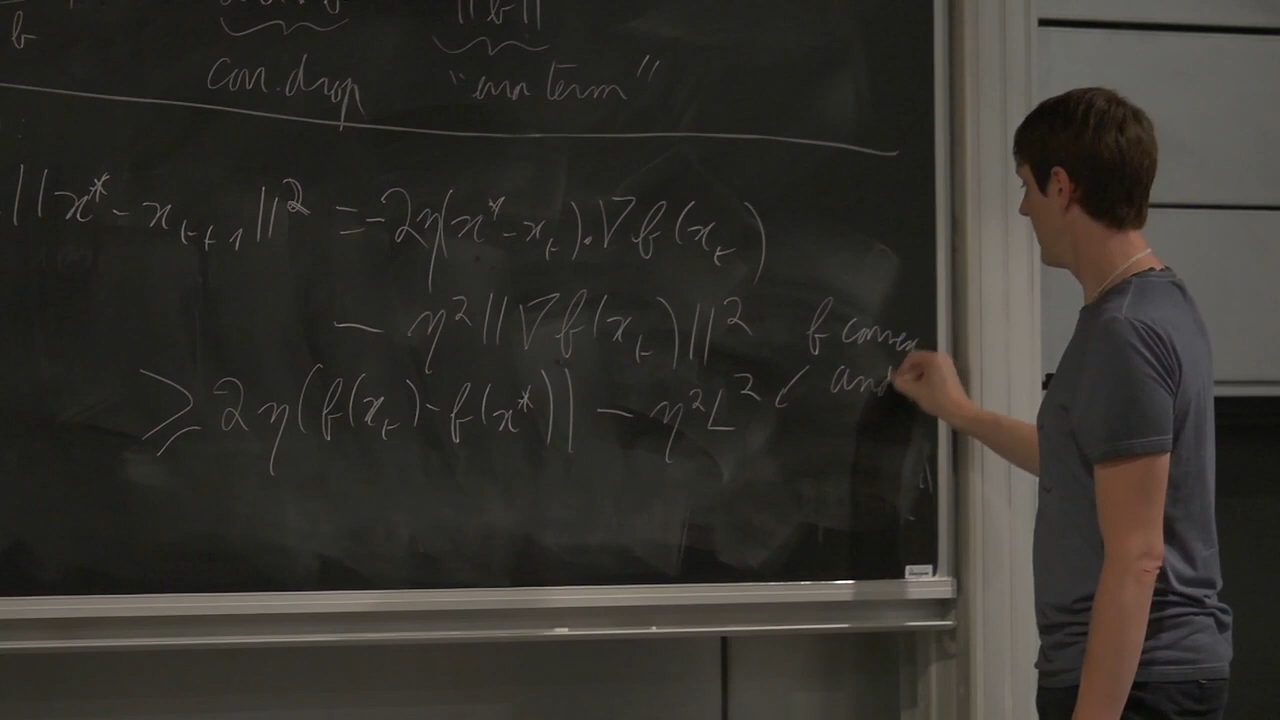 b ||b||
con. drop "error term"
||x* - x_{t+1}||² = -2η(x* - x_t)·∇f(x_t)
- η²||∇f(x_t)||² f convex
≥ 2η(f(x_t) - f(x*)) - η²L² and